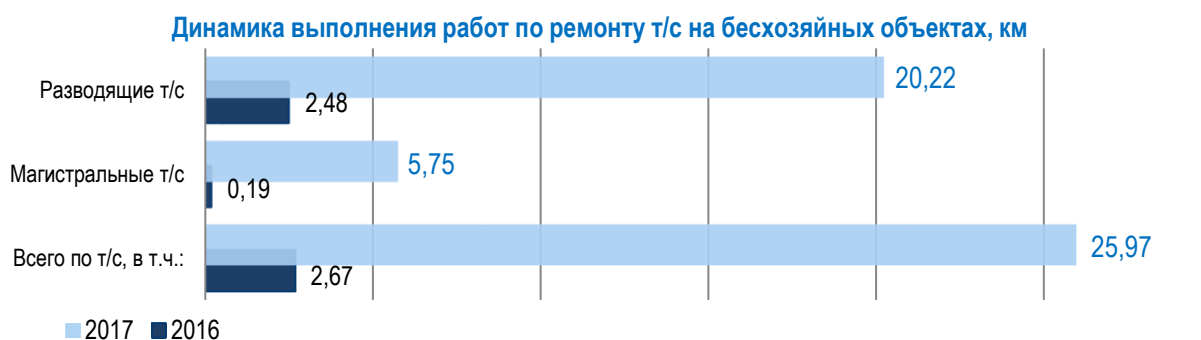 Динамика выполнения работ по ремонту т/с на бесхозяйных объектах, км
Разводящие т/с
20,22
2,48
Магистральные т/с
5,75
0,19
Всего по т/с, в т.ч.:
25,97
2,67
2017 2016